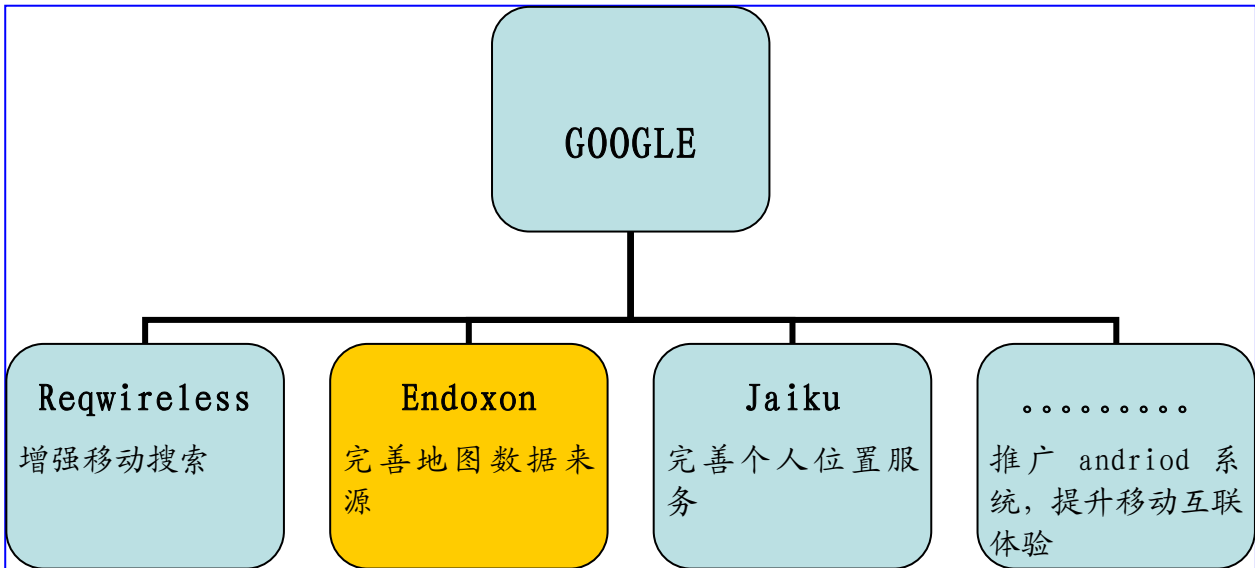 GOOGLE
Reqwireless
增强移动搜索
Endoxon
完善地图数据来
源
Jaiku
完善个人位置服
务
。。。。。。。。。
推广 andriod 系
统,提升移动互联
体验